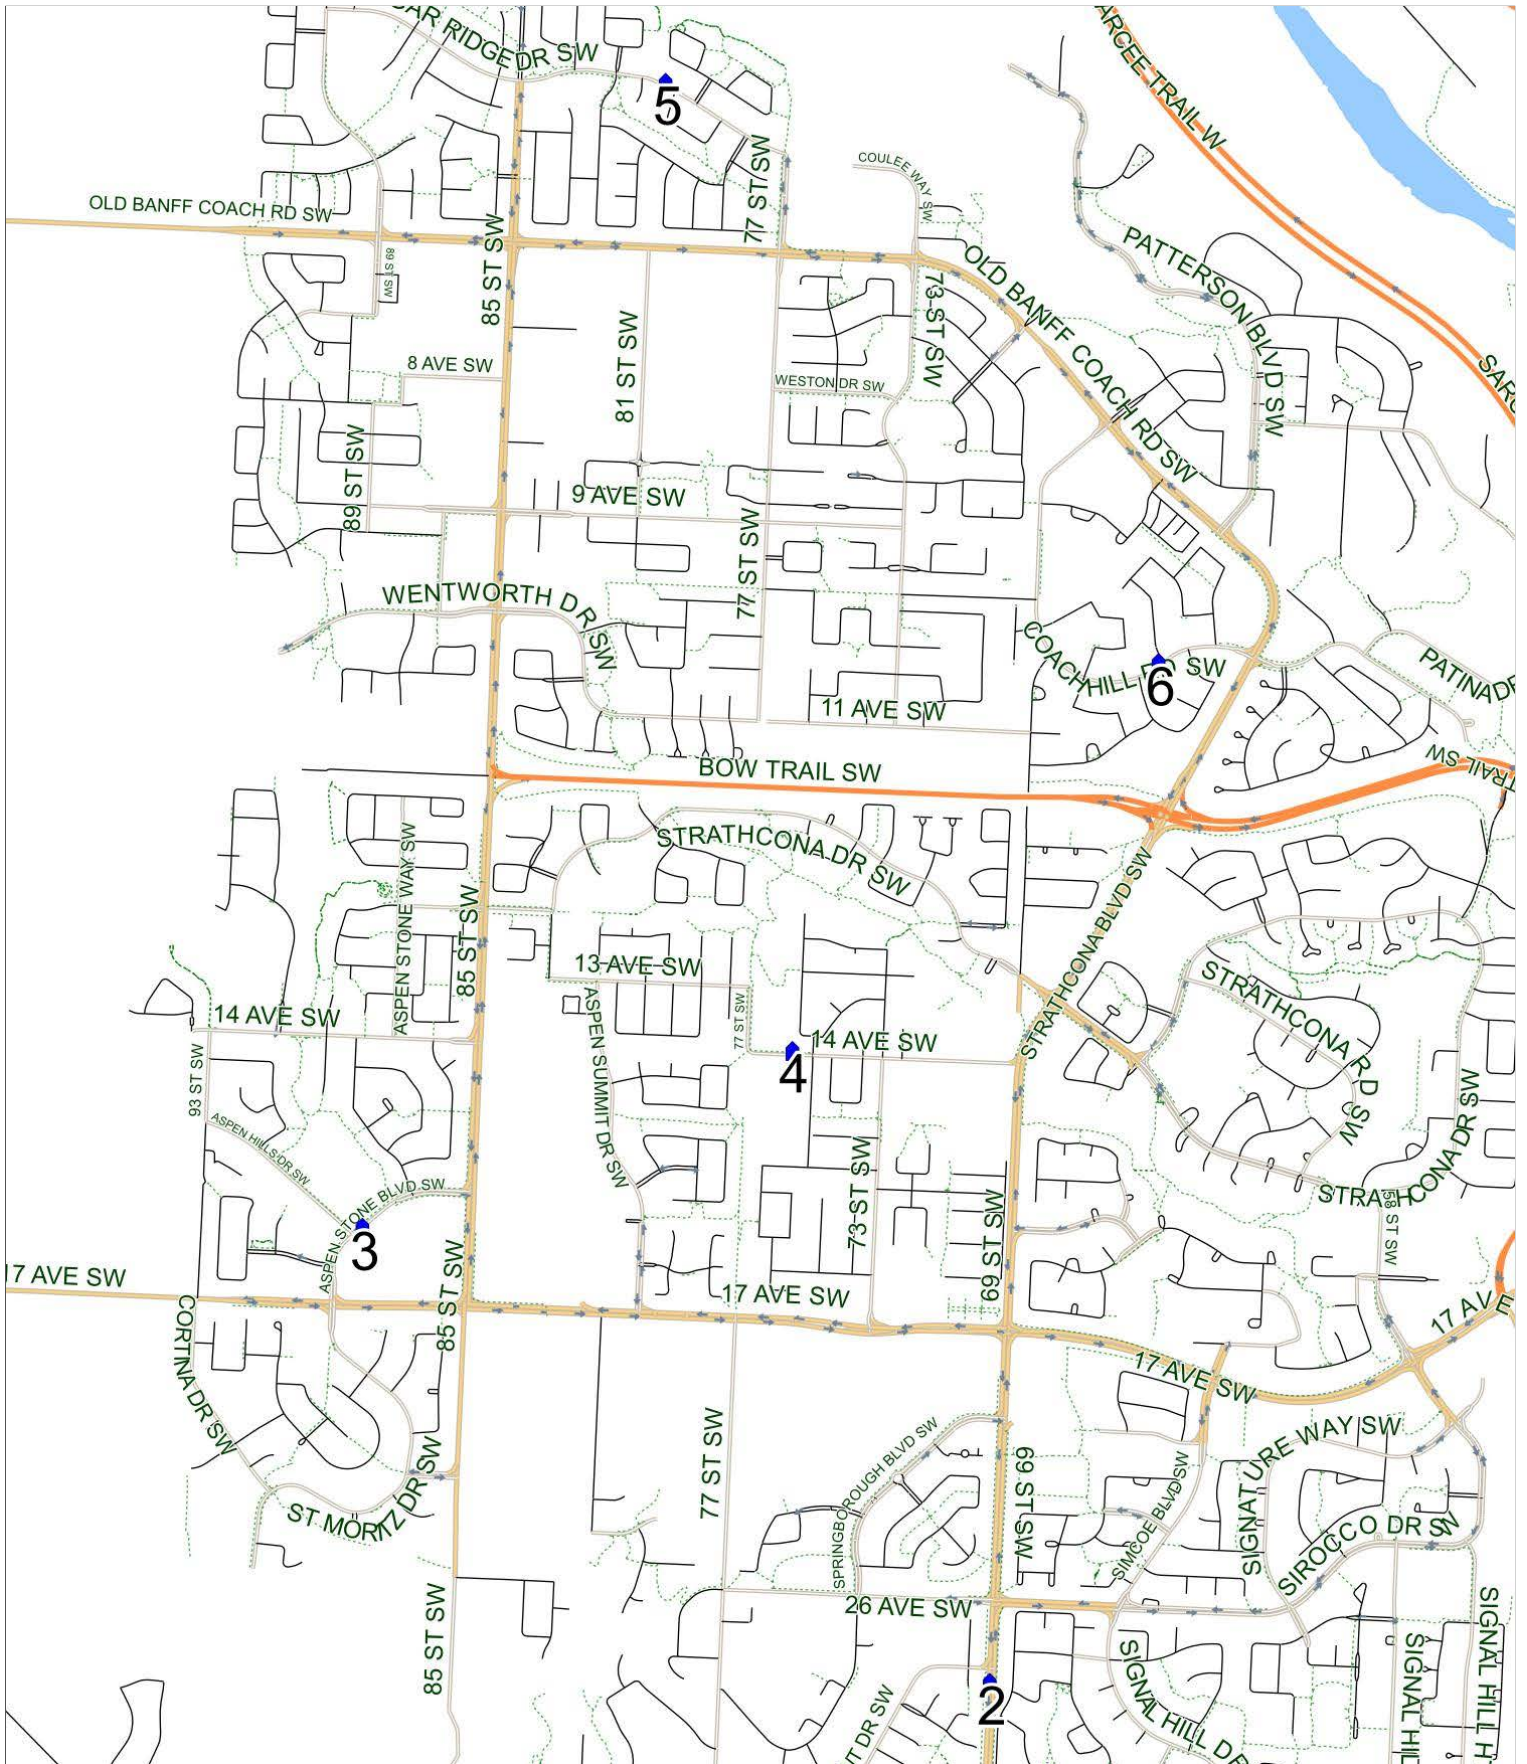 AR RIDGE DR SW
ARCEE TRAIL W
5
77 ST SW
COULEE WAY SW
OLD BANFF COACH RD SW
85 ST SW
89 ST SW
73 ST SW
OLD BANFF COACH RD SW
PATTERSON BLVD SW
81 ST SW
8 AVE SW
WESTON DR SW
SARC
89 ST SW
9 AVE SW
77 ST SW
WENTWORTH DR SW
COACH HILL RD SW
6
PATINA DR
11 AVE SW
BOW TRAIL SW
TRAIL SW
STRATHCONA DR SW
ASPEN STONE WAY SW
85 ST SW
STRATHCONA BLVD SW
13 AVE SW
STRATHCONA RD SW
14 AVE SW
ASPEN SUMMIT DR SW
77 ST SW
14 AVE SW
4
93 ST SW
ASPEN HILLS DR SW
ASPEN STONE BLVD SW
73 ST SW
69 ST SW
STRATHCONA DR SW
58 ST SW
3
17 AVE SW
17 AVE SW
17 AVE
85 ST SW
CORTINA DR SW
17 AVE SW
77 ST SW
SPRINGBOROUGH BLVD SW
69 ST SW
SIGNATURE WAY SW
SIMCOE BLVD SW
ST MORITZ DR SW
SIROCCO DR SW
85 ST SW
26 AVE SW
SIGNAL HILL DR
SIGNAL HI
SIGNAL HILL H
2
T DR SW